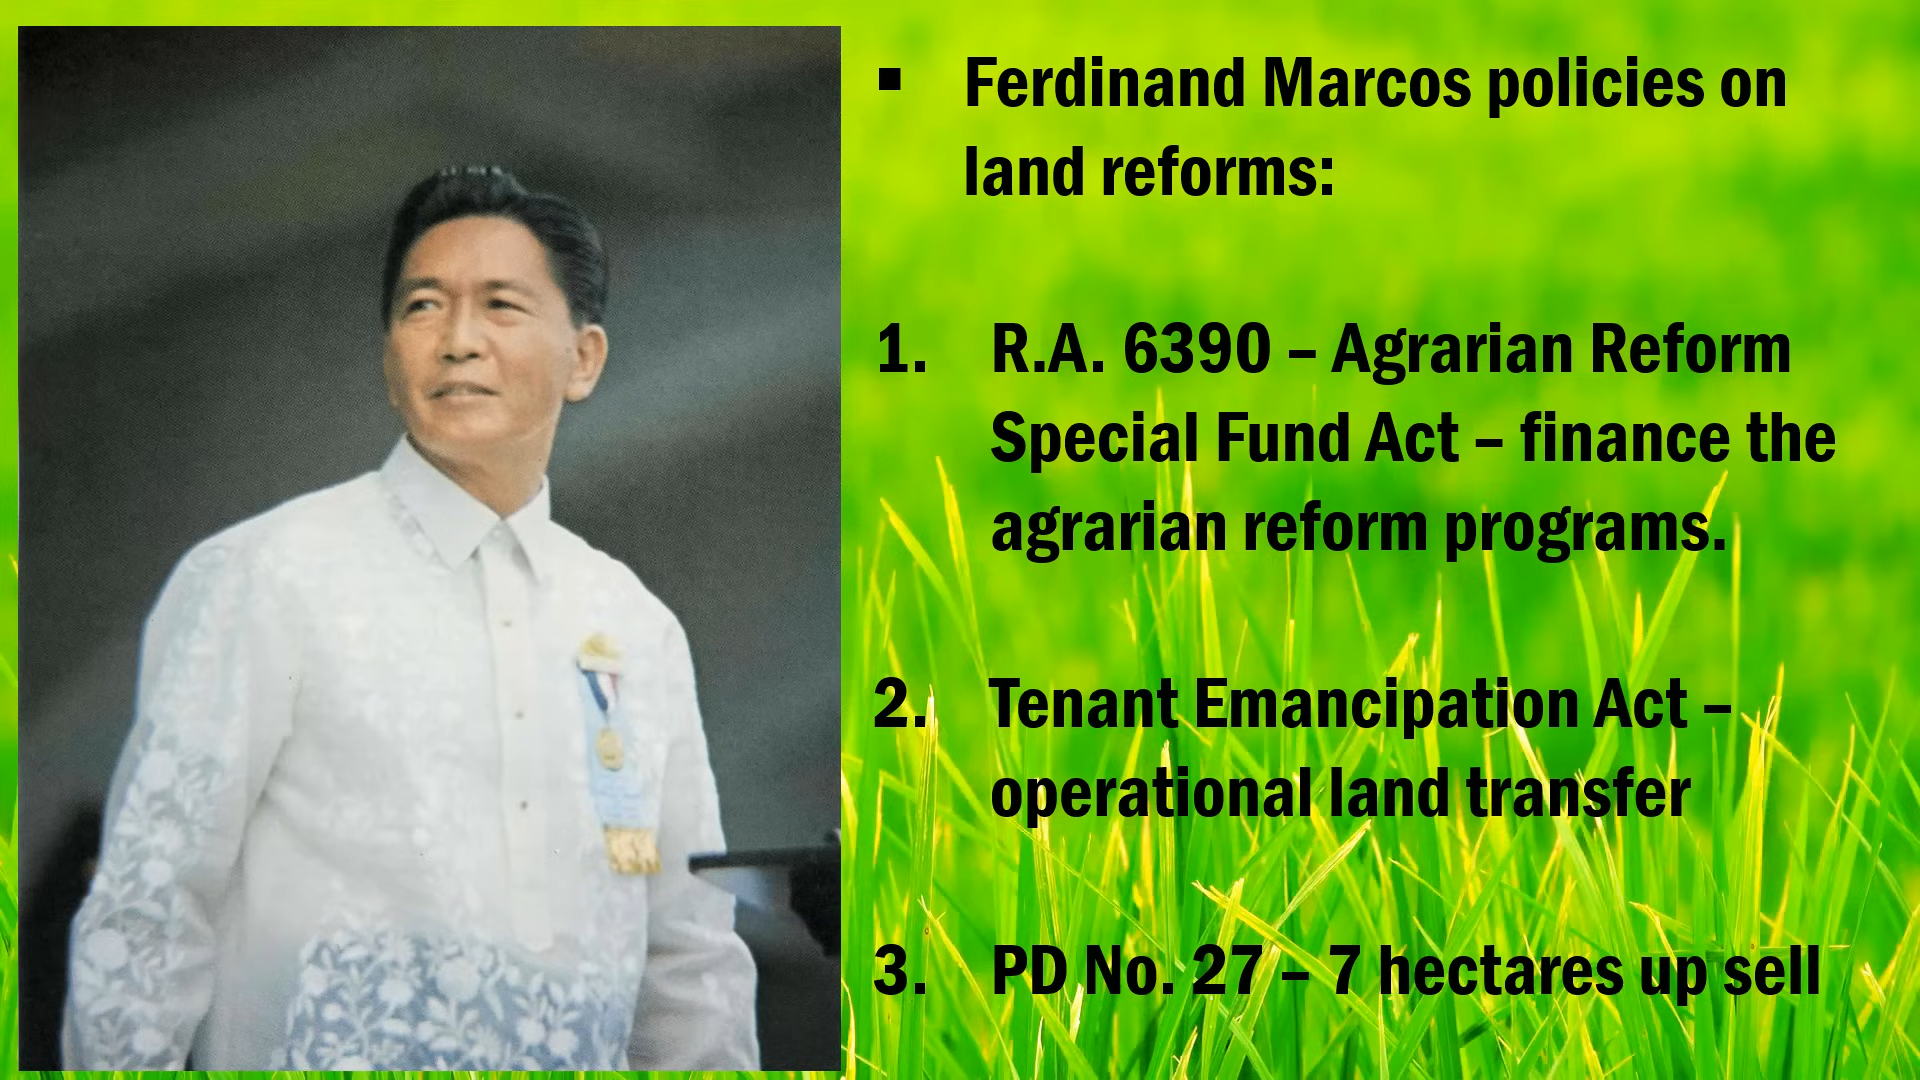 ▪ Ferdinand Marcos policies on
land reforms:
1. R.A. 6390 – Agrarian Reform
Special Fund Act – finance the
agrarian reform programs.
2. Tenant Emancipation Act –
operational land transfer
3. PD No. 27 – 7 hectares up sell